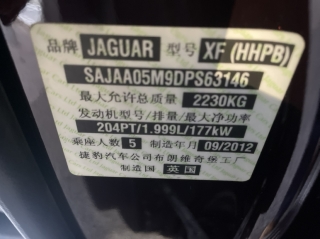 品牌 JAGUAR 型号 XF (HHPB)
SAJAA05M9DPS63146
最大允许总质量 2230KG
发动机型号/排量/最大净功率
204PT/1.999L/177kW
乘座人数 5 制造年月 09/2012
捷豹汽车公司布朗维奇堡工厂
制造国 英国